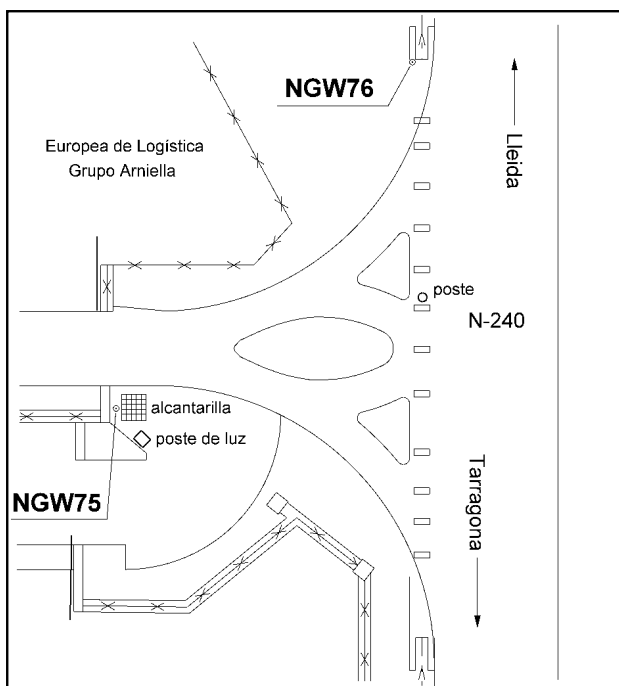 NGW76
Europea de Logística
Grupo Arniella
Lleida
poste
N-240
alcantarilla
poste de luz
NGW75
Tarragona